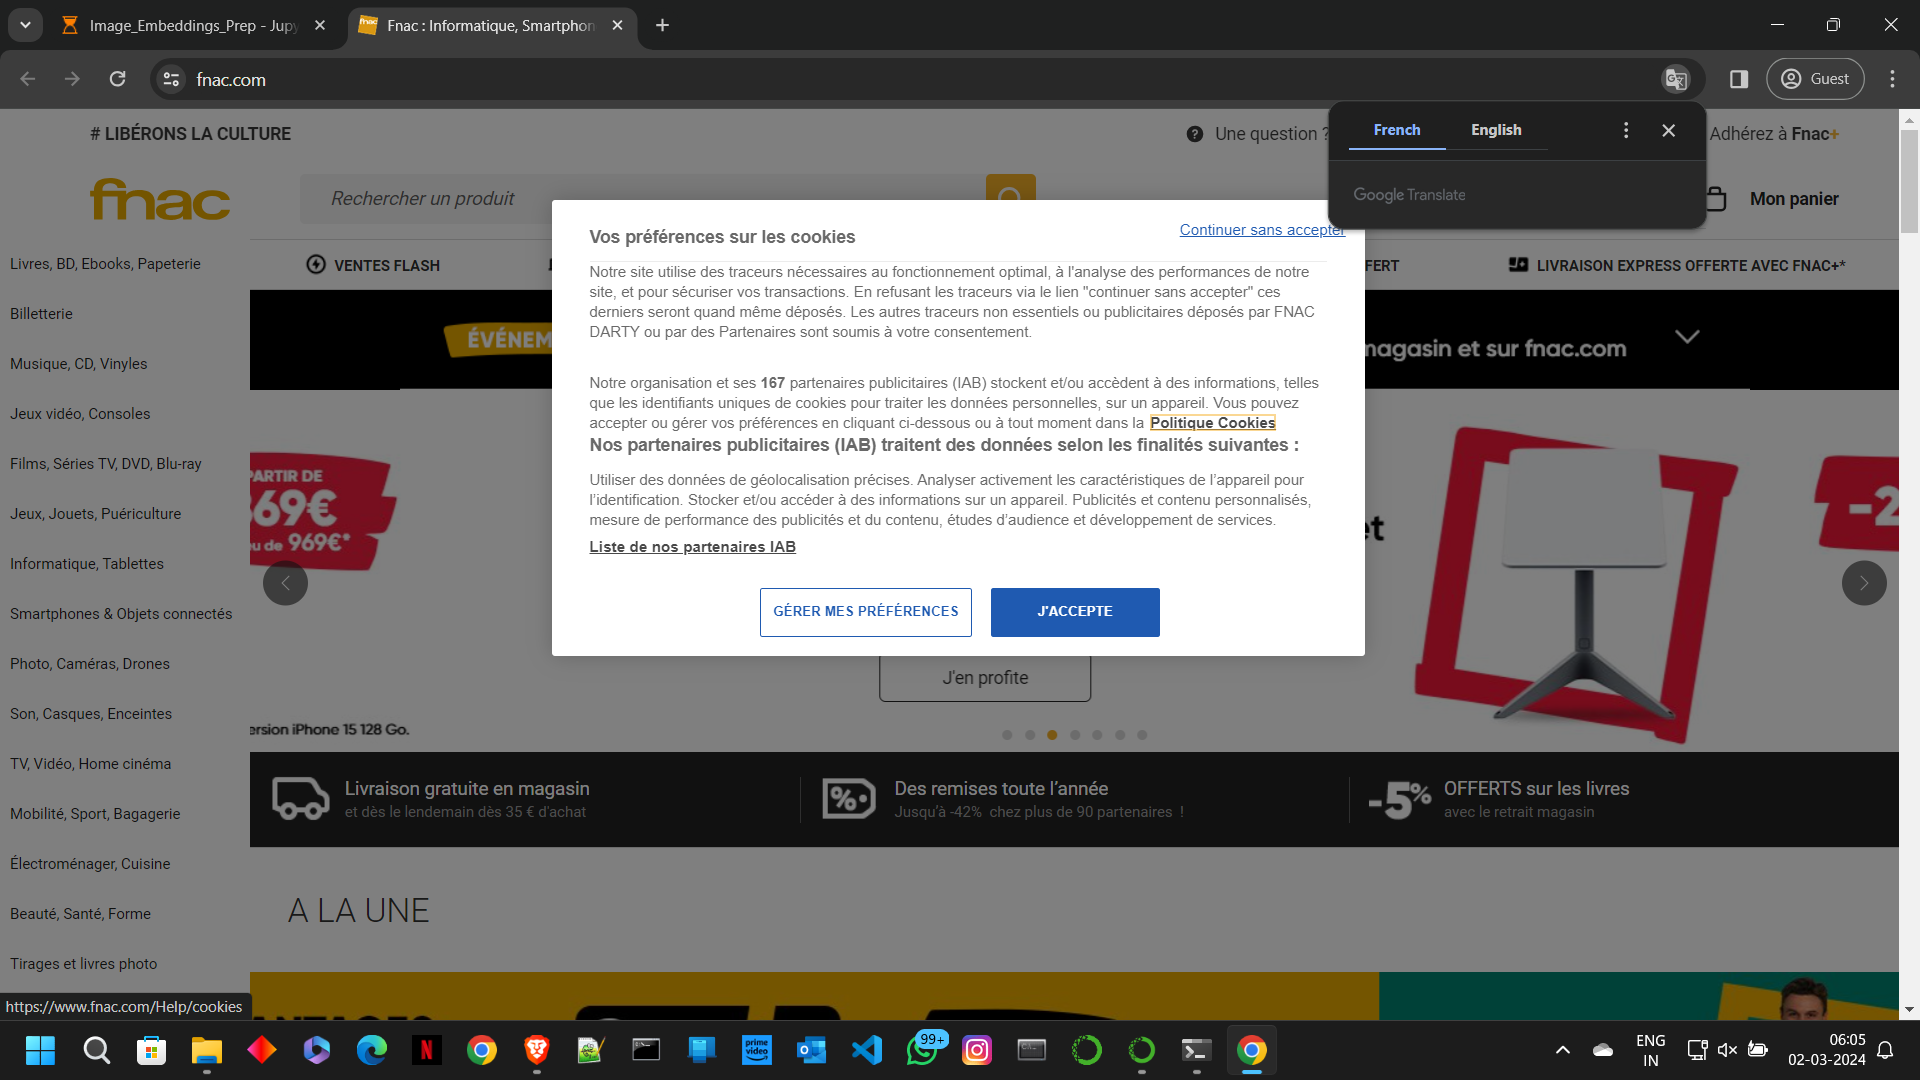 Image_Embeddings_Prep - Jupy
Fnac : Informatique, Smartphon
fnac.com
Guest
French
English
Google Translate
# LIBÉRONS LA CULTURE
Une question ?
Adhérez à Fnac+
fnac
Rechercher un produit
Mon panier
VENTES FLASH
FERT
LIVRAISON EXPRESS OFFERTE AVEC FNAC+*
Livres, BD, Ebooks, Papeterie
Billetterie
Musique, CD, Vinyles
Jeux vidéo, Consoles
Films, Séries TV, DVD, Blu-ray
Jeux, Jouets, Puériculture
Informatique, Tablettes
Smartphones & Objets connectés
Photo, Caméras, Drones
Son, Casques, Enceintes
TV, Vidéo, Home cinéma
Mobilité, Sport, Bagagerie
Électroménager, Cuisine
Beauté, Santé, Forme
Tirages et livres photo
ÉVÉNEM
magasin et sur fnac.com
Vos préférences sur les cookies
Continuer sans accepter
Notre site utilise des traceurs nécessaires au fonctionnement optimal, à l'analyse des performances de notre
site, et pour sécuriser vos transactions. En refusant les traceurs via le lien "continuer sans accepter" ces
derniers seront quand même déposés. Les autres traceurs non essentiels ou publicitaires déposés par FNAC
DARTY ou par des Partenaires sont soumis à votre consentement.
Notre organisation et ses 167 partenaires publicitaires (IAB) stockent et/ou accèdent à des informations, telles
que les identifiants uniques de cookies pour traiter les données personnelles, sur un appareil. Vous pouvez
accepter ou gérer vos préférences en cliquant ci-dessous ou à tout moment dans la Politique Cookies
Nos partenaires publicitaires (IAB) traitent des données selon les finalités suivantes :
Utiliser des données de géolocalisation précises. Analyser activement les caractéristiques de l’appareil pour
l’identification. Stocker et/ou accéder à des informations sur un appareil. Publicités et contenu personnalisés,
mesure de performance des publicités et du contenu, études d’audience et développement de services.
Liste de nos partenaires IAB
GÉRER MES PRÉFÉRENCES
J'ACCEPTE
PARTIR DE
69€
u de 969€*
et
-2
J'en profite
ersion iPhone 15 128 Go.
Livraison gratuite en magasin
et dès le lendemain dès 35 € d'achat
Des remises toute l’année
Jusqu’à -42% chez plus de 90 partenaires !
-5%
OFFERTS sur les livres
avec le retrait magasin
A LA UNE
https://www.fnac.com/Help/cookies
prime video
99+
ENG
IN
06:05
02-03-2024